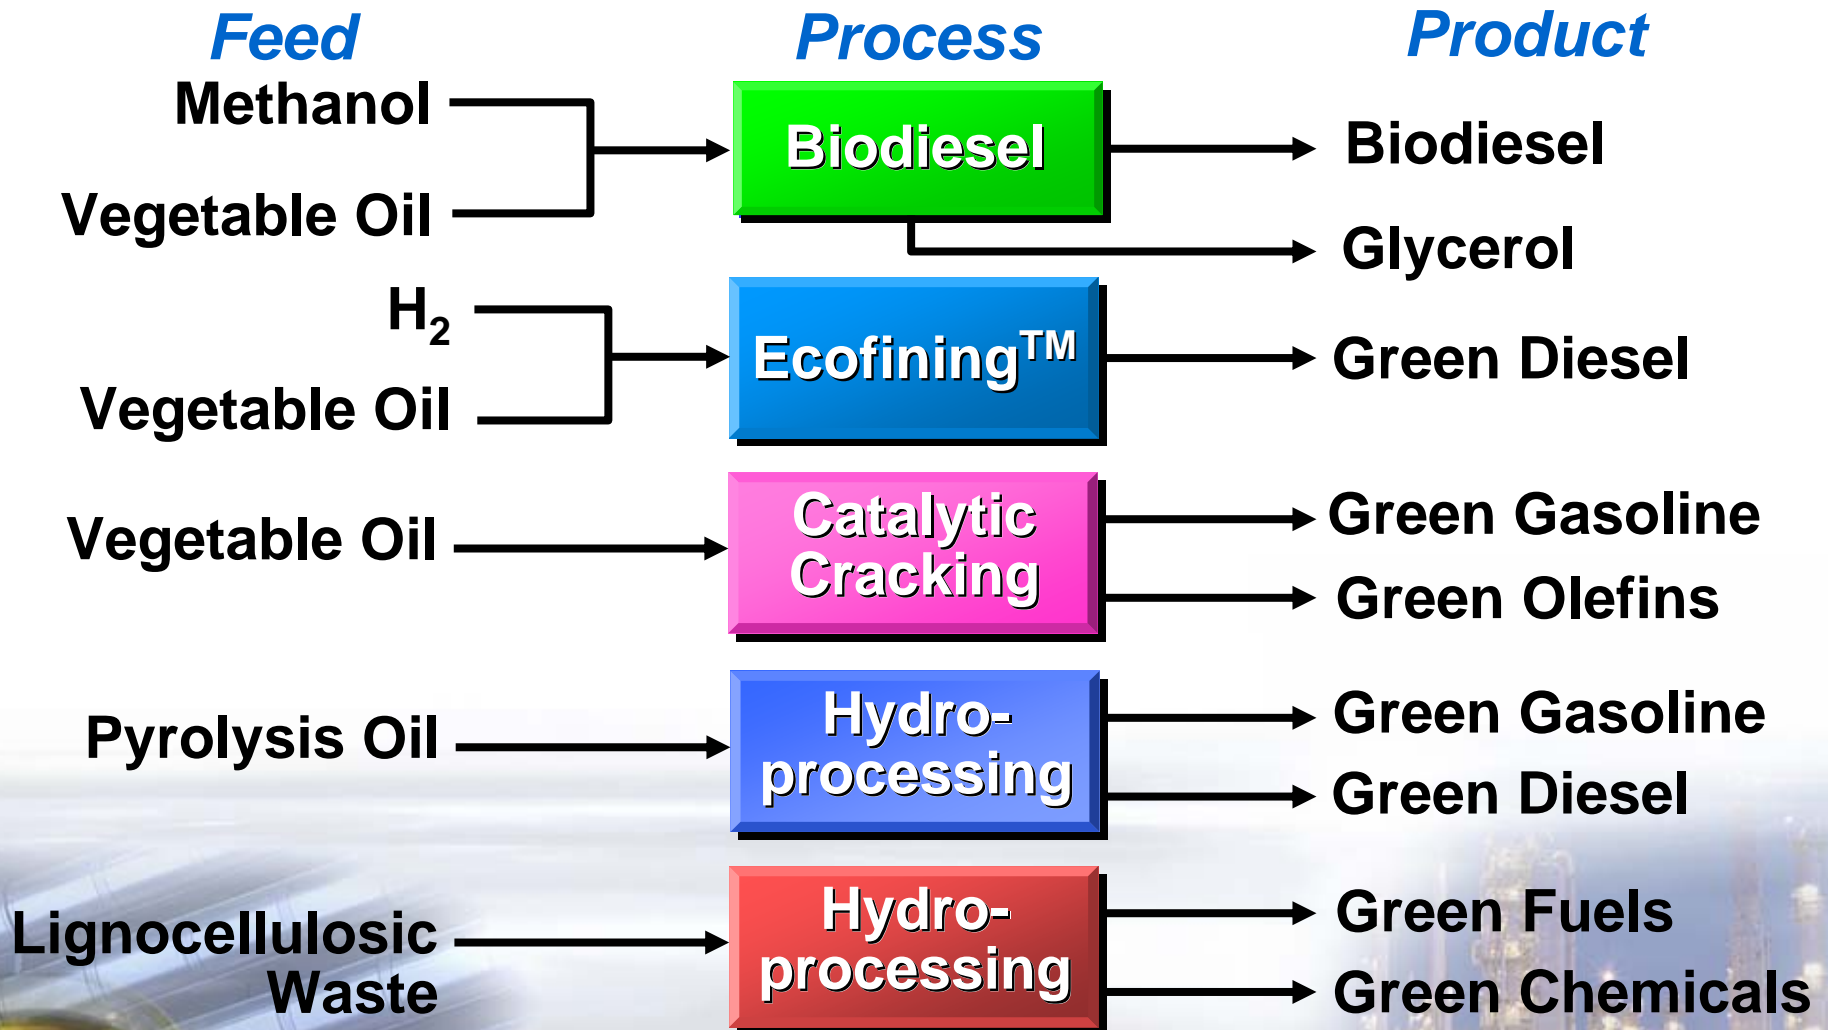 Feed Process Product
Methanol
Vegetable Oil
Biodiesel
Biodiesel
Glycerol
H₂
Vegetable Oil
Ecofining™
Green Diesel
Vegetable Oil
Catalytic
Cracking
Green Gasoline
Green Olefins
Pyrolysis Oil
Hydro-
processing
Green Gasoline
Green Diesel
Lignocellulosic
Waste
Hydro-
processing
Green Fuels
Green Chemicals